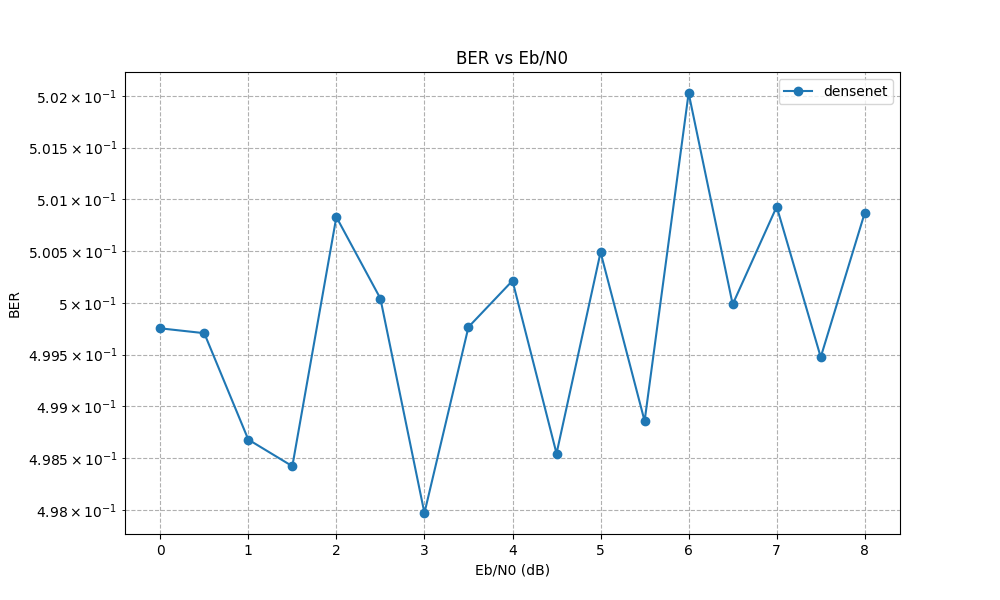 BER vs Eb/N0
densenet
BER
5.02 × 10⁻¹
5.015 × 10⁻¹
5.01 × 10⁻¹
5.005 × 10⁻¹
5 × 10⁻¹
4.995 × 10⁻¹
4.99 × 10⁻¹
4.985 × 10⁻¹
4.98 × 10⁻¹
0 1 2 3 4 5 6 7 8
Eb/N0 (dB)